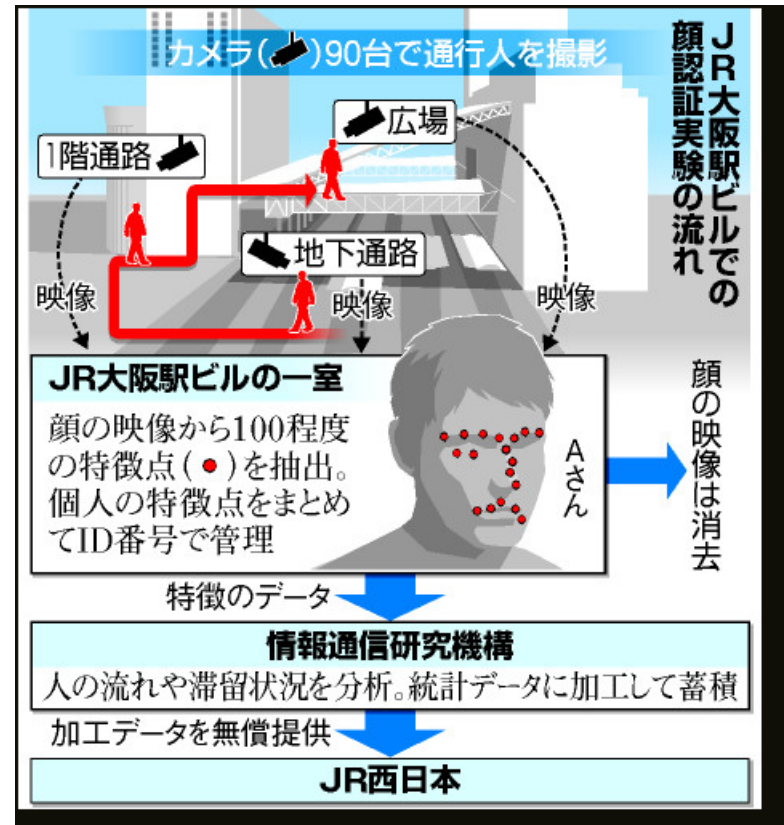 JR大阪駅ビルでの
顔認証実験の流れ
カメラ()90台で通行人を撮影
広場
1階通路
地下通路
映像
映像
映像
JR大阪駅ビルの一室
顔の映像から100程度
の特徴点(●)を抽出。
個人の特徴点をまとめ
てID番号で管理
Aさん
顔の映像は消去
特徴のデータ
情報通信研究機構
人の流れや滞留状況を分析。統計データに加工して蓄積
加工データを無償提供
JR西日本